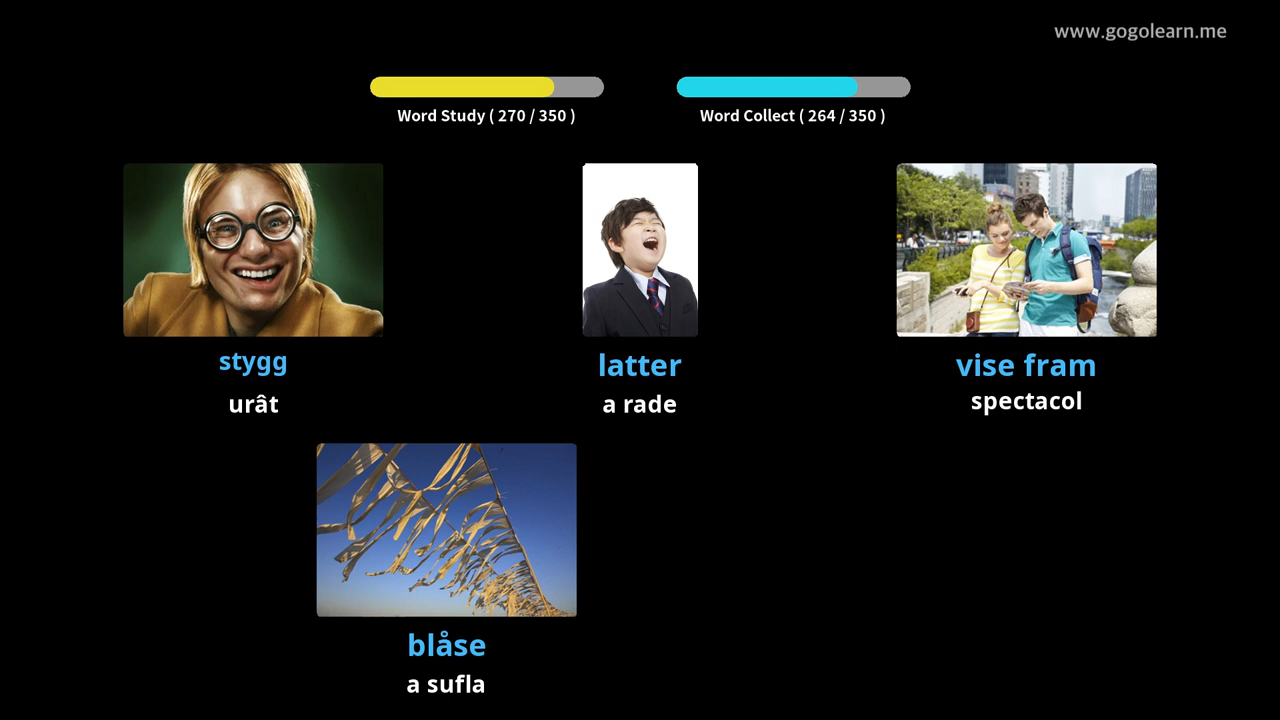 www.gogolearn.me
Word Study ( 270 / 350 )
Word Collect ( 264 / 350 )
stygg
urât
latter
a rade
vise fram
spectacol
blåse
a sufla